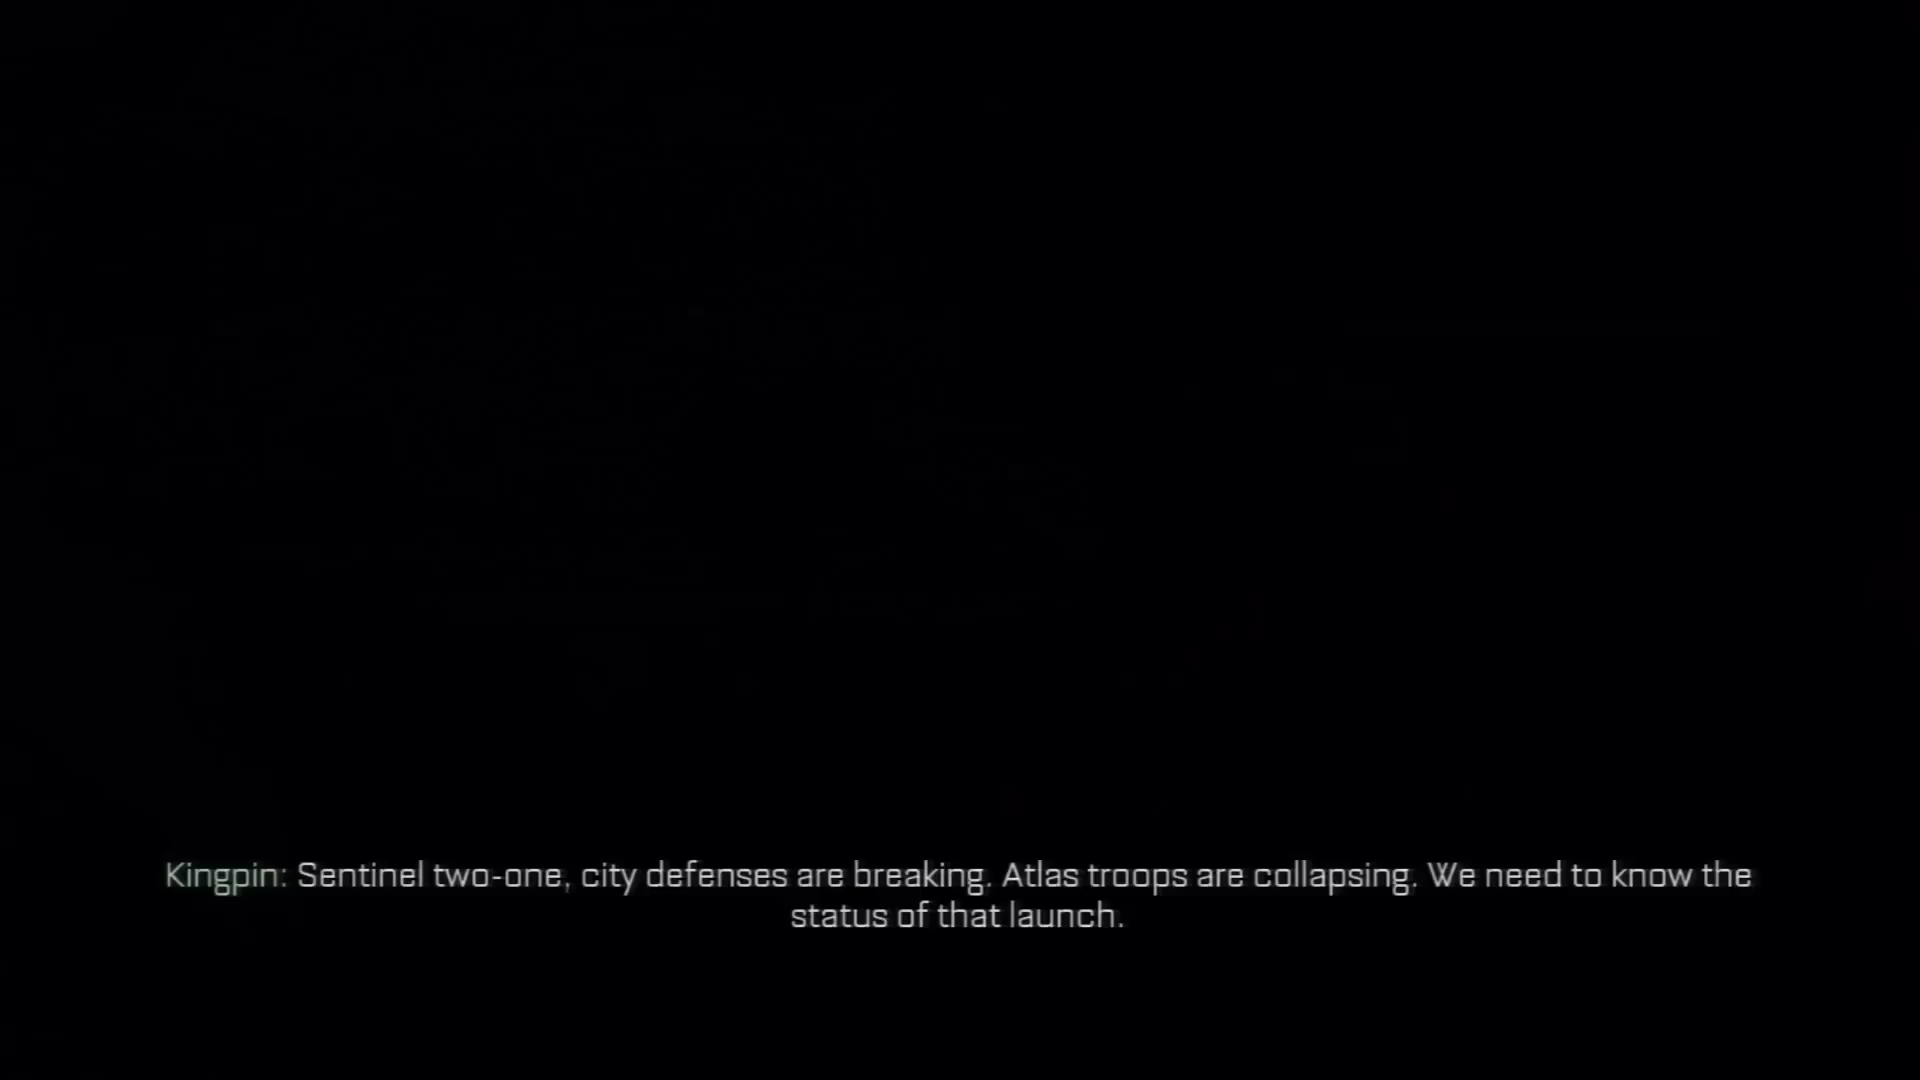 Kingpin: Sentinel two-one, city defenses are breaking. Atlas troops are collapsing. We need to know the
status of that launch.